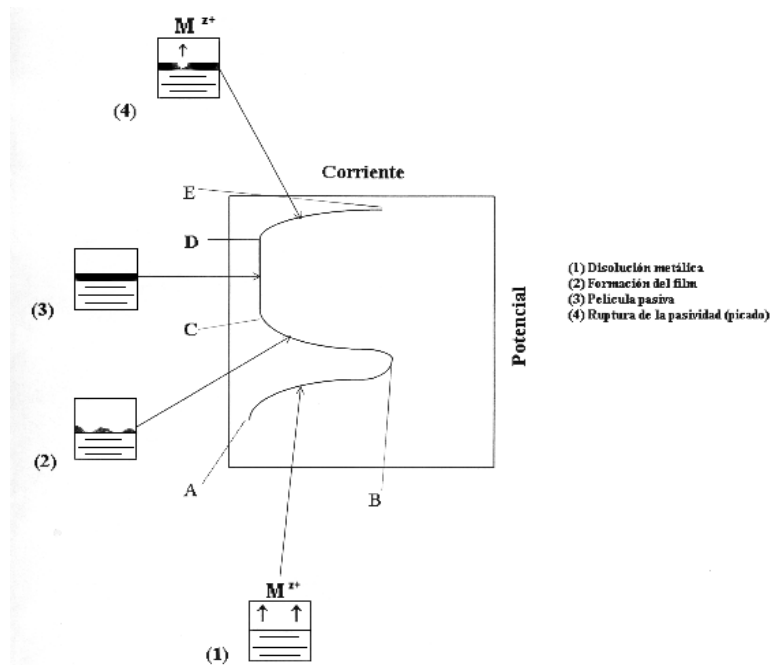 M z+
(4)
Corriente
E
D
(3)
C
Potencial
(1) Disolución metálica
(2) Formación del film
(3) Película pasiva
(4) Ruptura de la pasividad (picado)
(2)
A
B
M z+
(1)